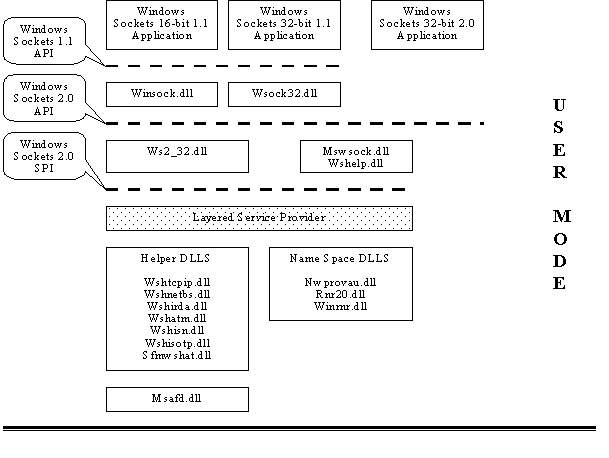 Windows
Sockets 16-bit 1.1
Application
Windows
Sockets 32-bit 1.1
Application
Windows
Sockets 32-bit 2.0
Application
Windows
Sockets 1.1
API
Winsock.dll
Wsock32.dll
Windows
Sockets 2.0
API
Ws2_32.dll
Mswsock.dll
Wshelp.dll
Windows
Sockets 2.0
SPI
Layered Service Provider
Helper DLLS
Wshtcpip.dll
Wshnetbs.dll
Wshirda.dll
Wshatm.dll
Wshisn.dll
Wshisotp.dll
Sfmwshat.dll
Name Space DLLS
Nwprovau.dll
Rnr20.dll
Winrnr.dll
Msafd.dll
USER MODE